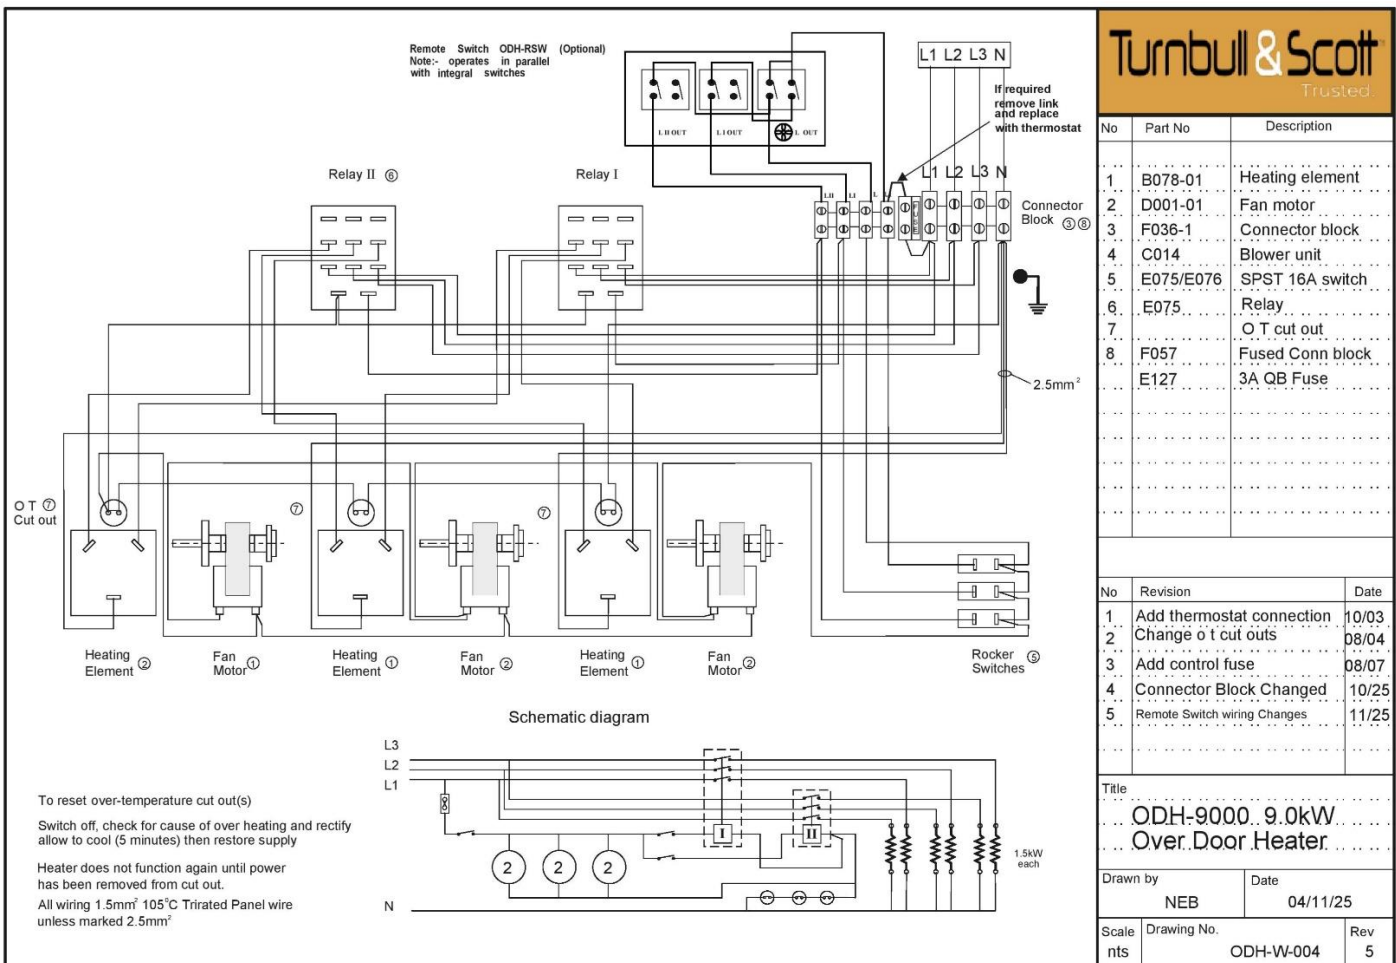 Remote Switch ODH-RSW (Optional)
Note:- operates in parallel
with integral switches
L II OUT
L I OUT
L OUT
L1 L2 L3 N
If required
remove link
and replace
with thermostat
Relay II ⑥
Relay I
LII
LI
L
L1 L2 L3 N
Connector
Block ③⑧
2.5mm²
O T ⑦
Cut out
⑦
⑦
Heating
Element ②
Fan
Motor ①
Heating
Element ①
Fan
Motor ②
Heating
Element ①
Fan
Motor ②
Rocker
Switches ⑤
Schematic diagram
L3
L2
L1
N
I
II
2
2
2
1.5kW
each
To reset over-temperature cut out(s)
Switch off, check for cause of over heating and rectify
allow to cool (5 minutes) then restore supply
Heater does not function again until power
has been removed from cut out.
All wiring 1.5mm² 105°C Trirated Panel wire
unless marked 2.5mm²
Turnbull & Scott
Trusted.
No Part No Description
1 B078-01 Heating element
2 D001-01 Fan motor
3 F036-1 Connector block
4 C014 Blower unit
5 E075/E076 SPST 16A switch
6 E075 Relay
7 O T cut out
8 F057 Fused Conn block
E127 3A QB Fuse
No Revision Date
1 Add thermostat connection 10/03
2 Change o t cut outs 08/04
3 Add control fuse 08/07
4 Connector Block Changed 10/25
5 Remote Switch wiring Changes 11/25
Title
ODH-9000 9.0kW
Over Door Heater
Drawn by Date
NEB 04/11/25
Scale Drawing No. Rev
nts ODH-W-004 5